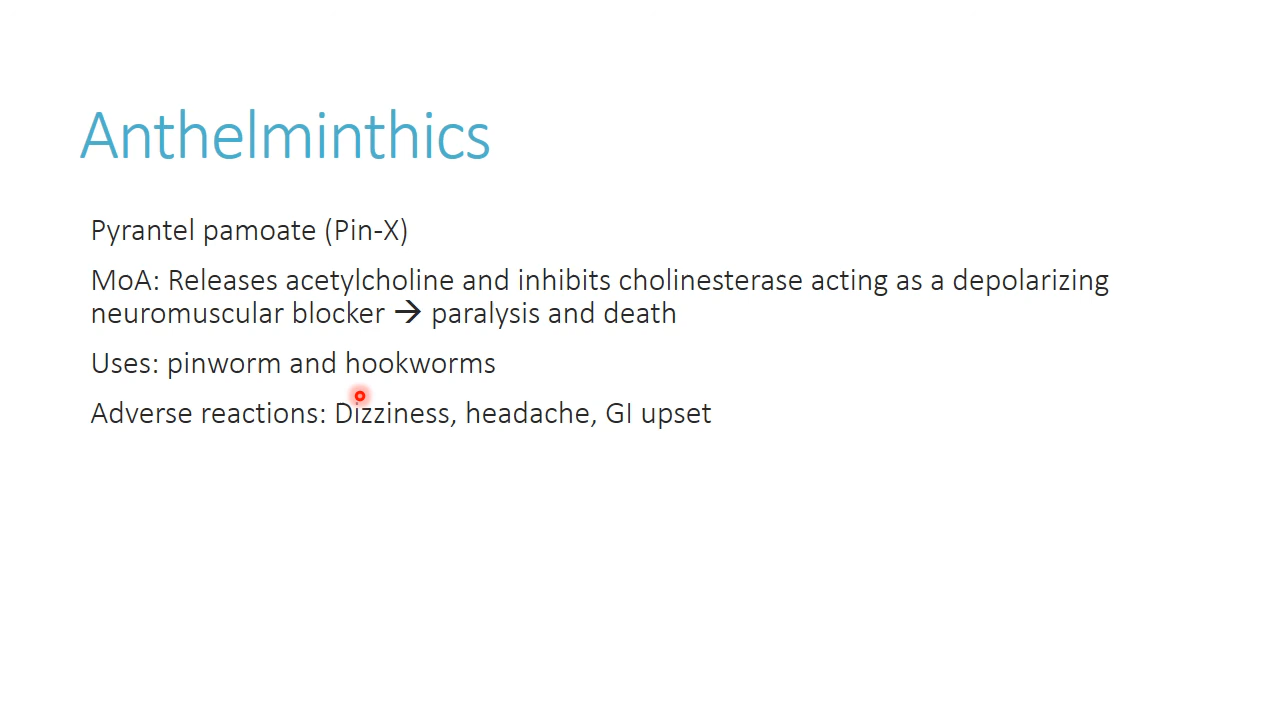 Anthelminthics
Pyrantel pamoate (Pin-X)
MoA: Releases acetylcholine and inhibits cholinesterase acting as a depolarizing
neuromuscular blocker → paralysis and death
Uses: pinworm and hookworms
Adverse reactions: Dizziness, headache, GI upset